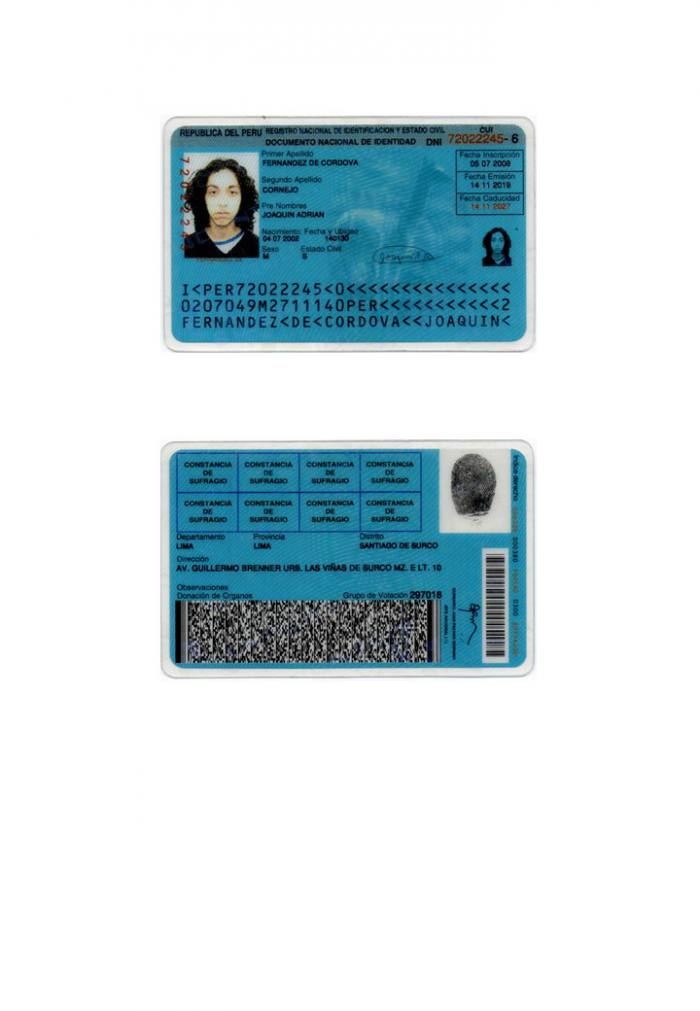 REPUBLICA DEL PERU REGISTRO NACIONAL DE IDENTIFICACION Y ESTADO CIVIL
DOCUMENTO NACIONAL DE IDENTIDAD DNI
CUI
72022245-6
Primer Apellido
FERNANDEZ DE CORDOVA
Segundo Apellido
CORNEJO
Pre Nombres
JOAQUIN ADRIAN
Nacimiento: Fecha y Ubigeo
04 07 2002 140130
Sexo Estado Civil
M S
Fecha Inscripción
05 07 2008
Fecha Emisión
14 11 2019
Fecha Caducidad
14 11 2027
I<PER72022245<0<<<<<<<<<<<<<<<
0207049M2711140PER<<<<<<<<<<<2
FERNANDEZ<DE<CORDOVA<<JOAQUIN<
CONSTANCIA DE SUFRAGIO
CONSTANCIA DE SUFRAGIO
CONSTANCIA DE SUFRAGIO
CONSTANCIA DE SUFRAGIO
CONSTANCIA DE SUFRAGIO
CONSTANCIA DE SUFRAGIO
CONSTANCIA DE SUFRAGIO
CONSTANCIA DE SUFRAGIO
Índice derecho
Departamento Provincia Distrito
LIMA LIMA SANTIAGO DE SURCO
Dirección
AV. GUILLERMO BRENNER URB. LAS VIÑAS DE SURCO MZ. E LT. 10
Observaciones
Donación de Organos Grupo de Votación 297018